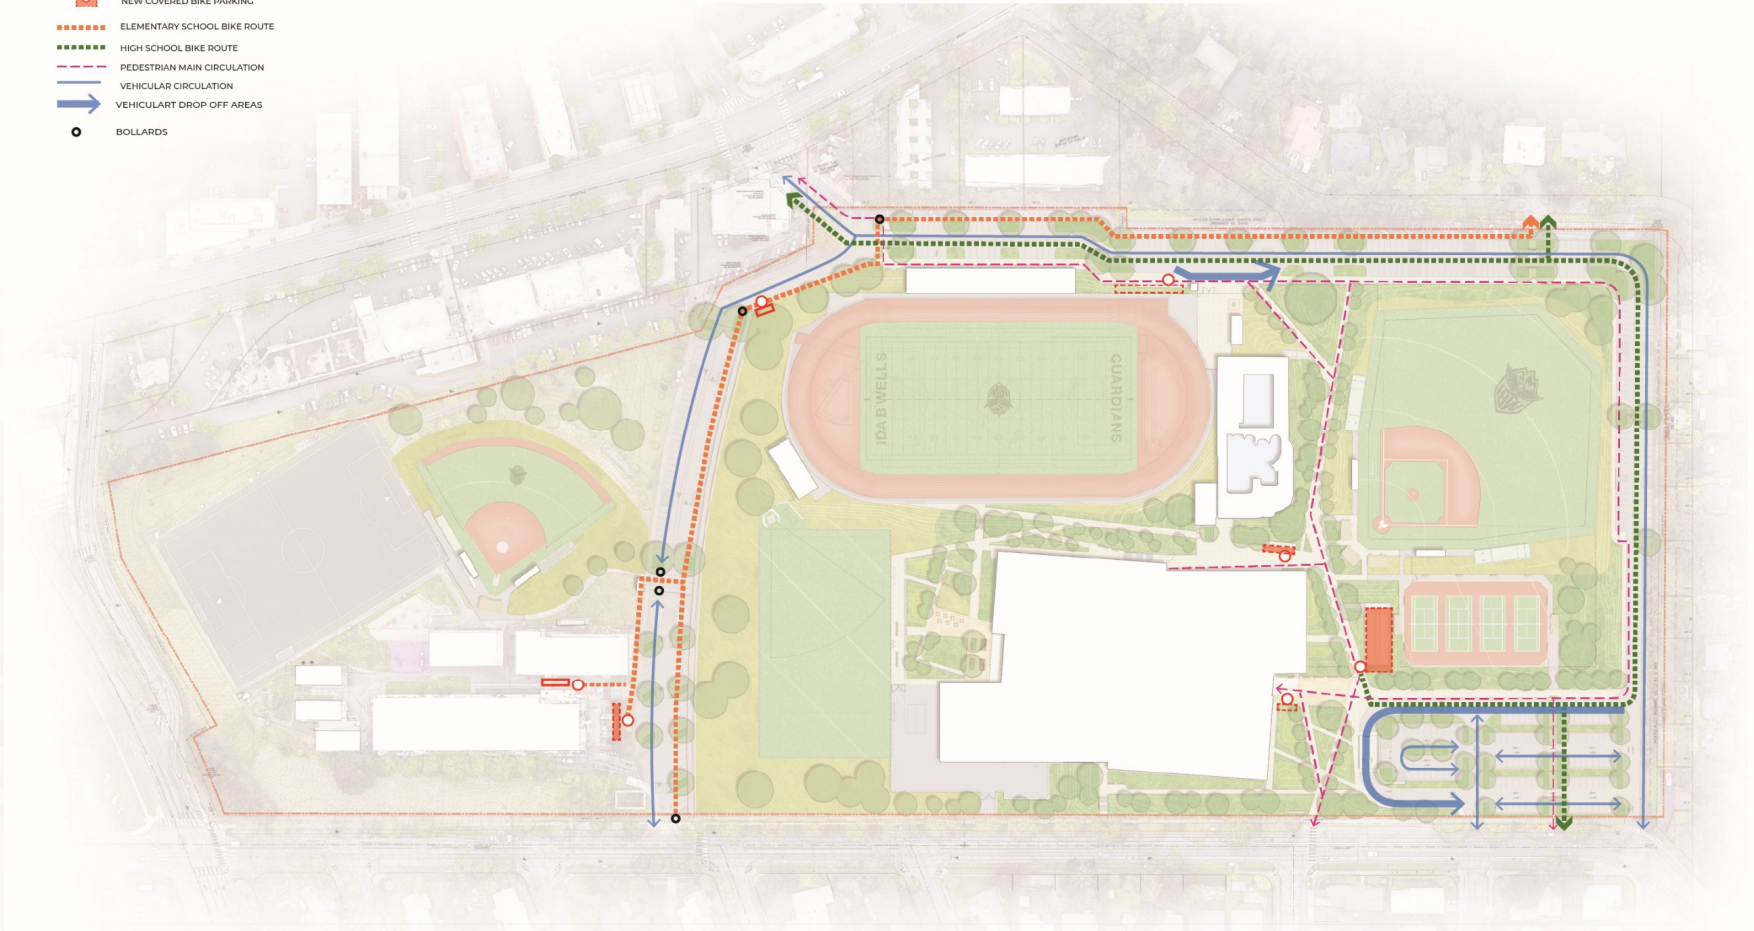 NEW COVERED BIKE PARKING
ELEMENTARY SCHOOL BIKE ROUTE
HIGH SCHOOL BIKE ROUTE
PEDESTRIAN MAIN CIRCULATION
VEHICULAR CIRCULATION
VEHICULART DROP OFF AREAS
BOLLARDS
IDA B WELLS
GUARDIANS